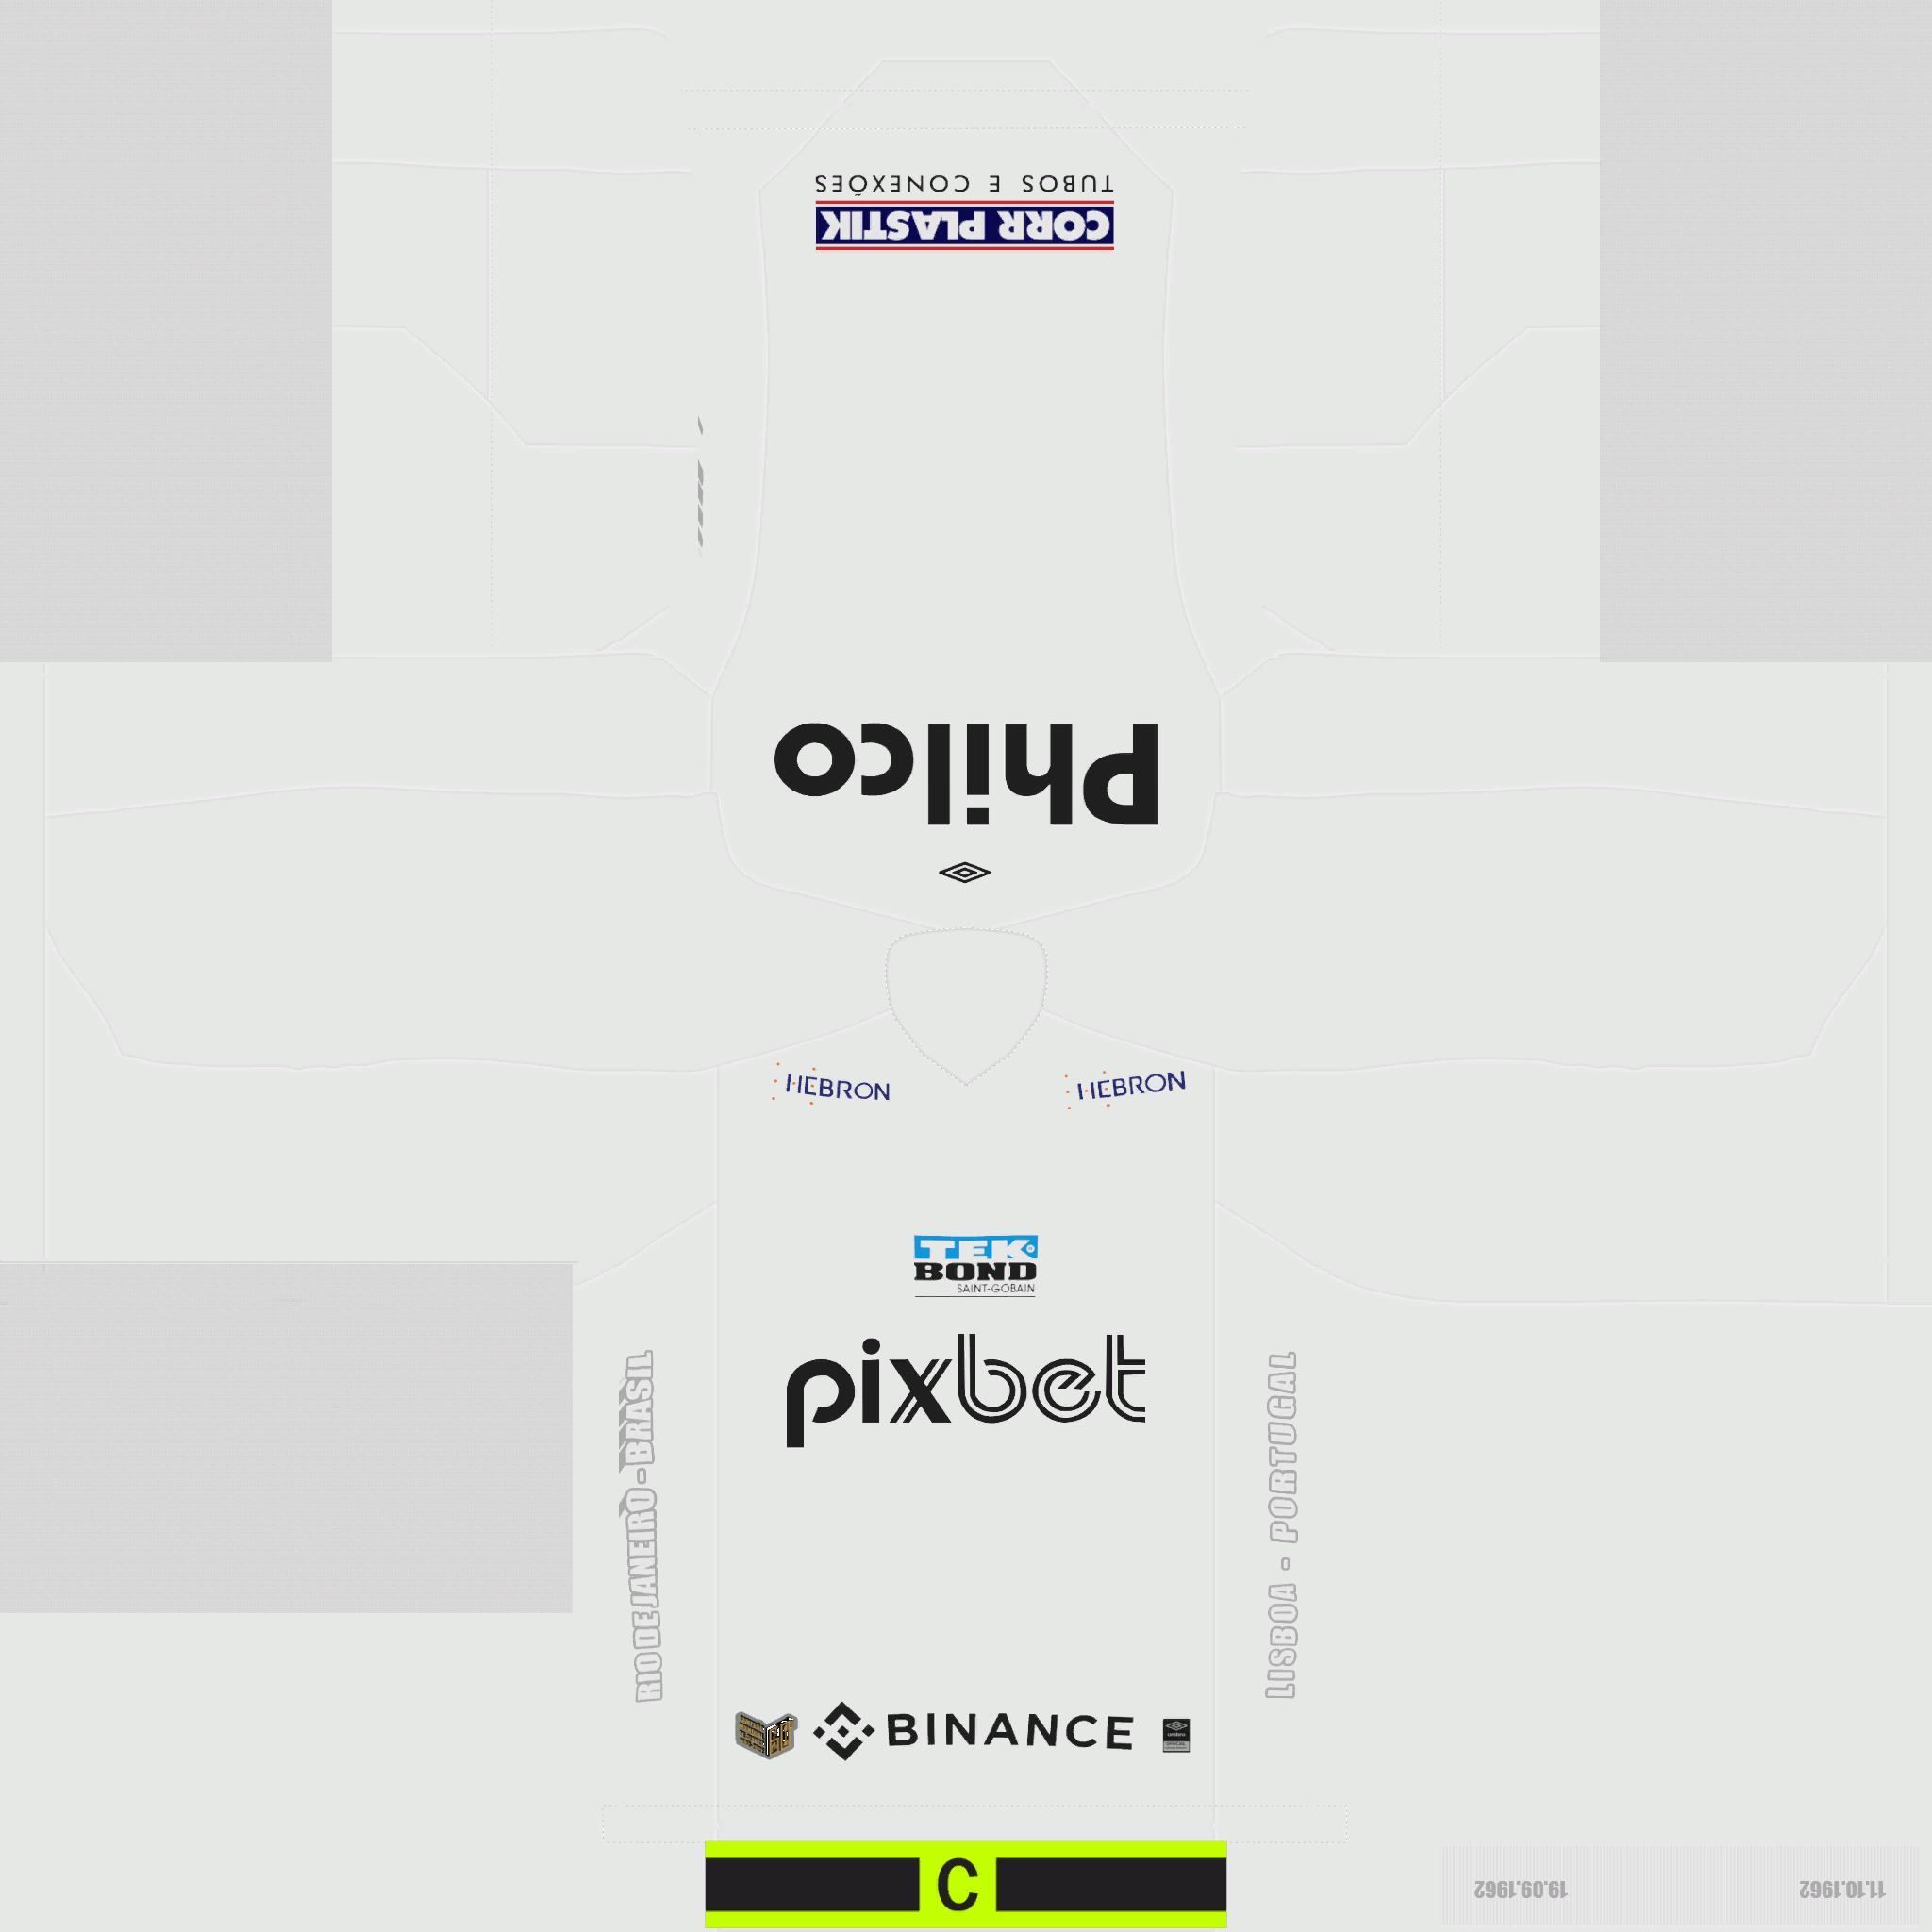 TUBOS E CONEXÕES
CORR PLASTIK
Philco
HEBRON
HEBRON
TEK
BOND
SAINT-GOBAIN
pixbet
RIO DE JANEIRO - BRASIL
LISBOA - PORTUGAL
BINANCE
umbro
C
19.09.1962
11.10.1962